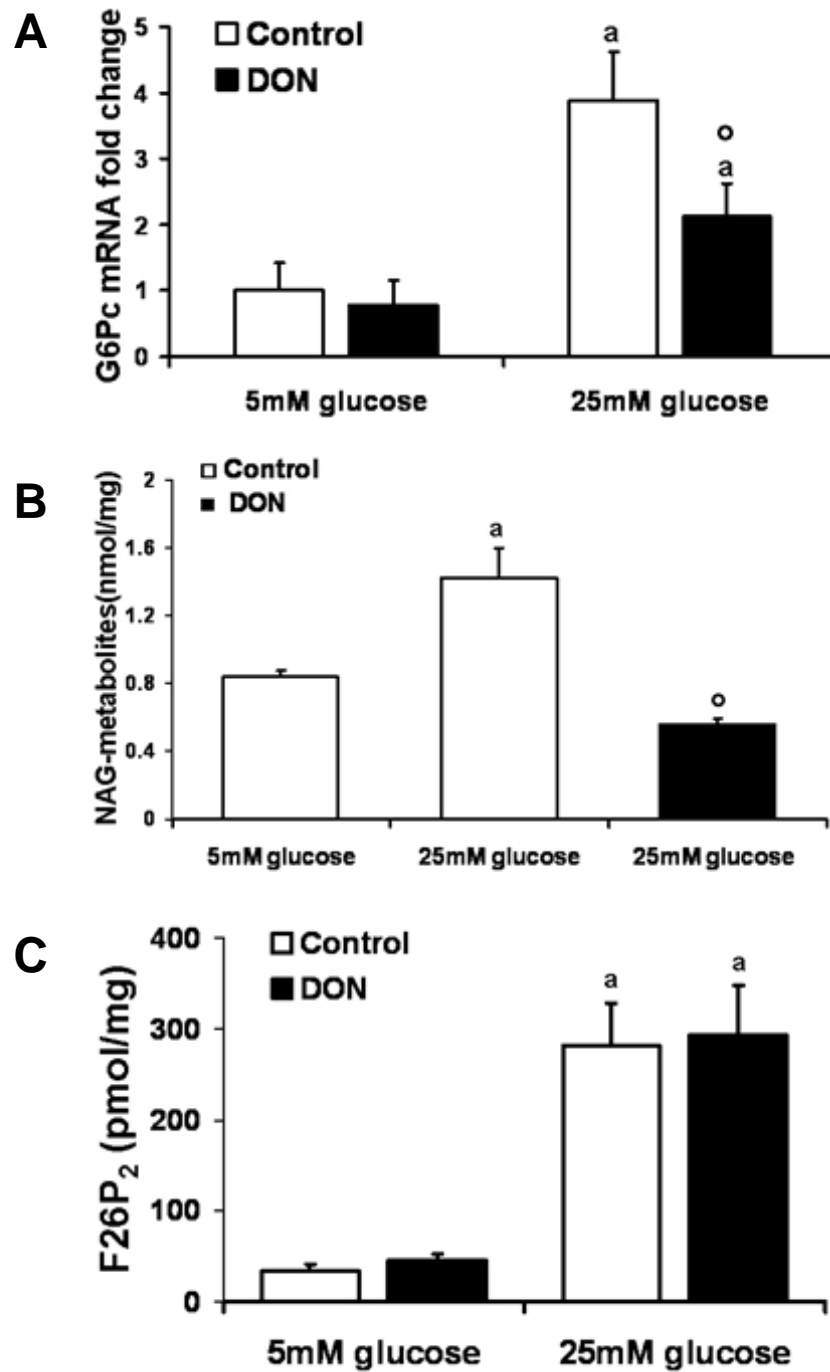 A
G6Pc mRNA fold change
5
4
3
2
1
0
Control
DON
a
°
a
5mM glucose
25mM glucose
B
NAG-metabolites(nmol/mg)
2
1.6
1.2
0.8
0.4
0
Control
DON
a
°
5mM glucose
25mM glucose
25mM glucose
C
F26P₂ (pmol/mg)
400
300
200
100
0
Control
DON
a
a
5mM glucose
25mM glucose